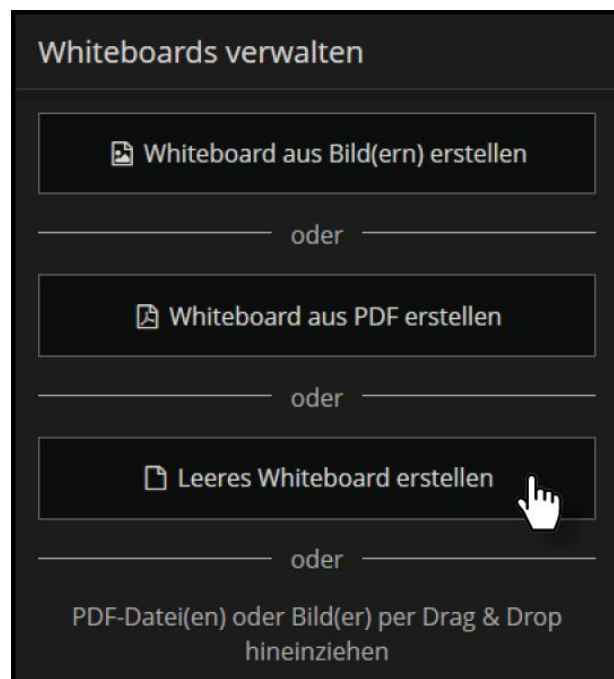 Whiteboards verwalten
Whiteboard aus Bild(ern) erstellen
oder
Whiteboard aus PDF erstellen
oder
Leeres Whiteboard erstellen
oder
PDF-Datei(en) oder Bild(er) per Drag & Drop
hineinziehen